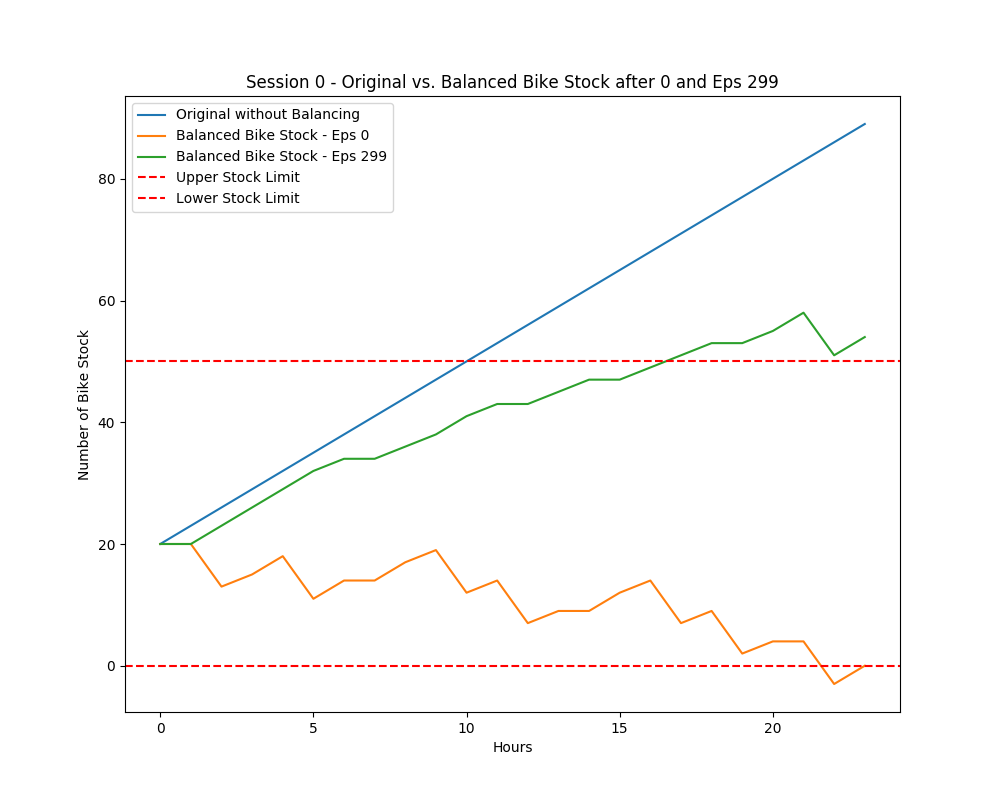 Session 0 - Original vs. Balanced Bike Stock after 0 and Eps 299
Original without Balancing
Balanced Bike Stock - Eps 0
Balanced Bike Stock - Eps 299
Upper Stock Limit
Lower Stock Limit
80
60
40
20
0
Number of Bike Stock
0 5 10 15 20
Hours